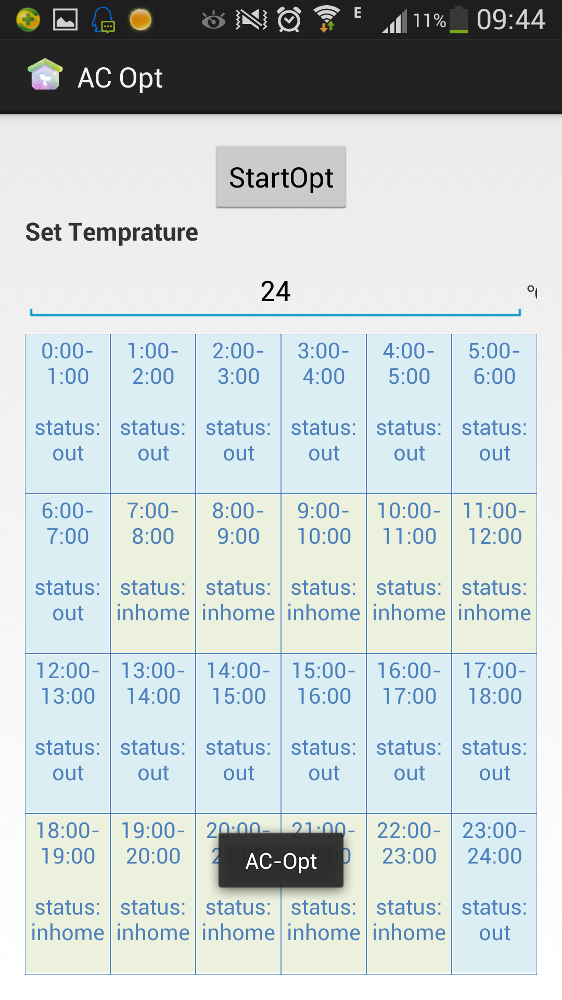 E 11% 09:44
AC Opt
StartOpt
Set Temprature
24 °
0:00- 1:00- 2:00- 3:00- 4:00- 5:00-
1:00 2:00 3:00 4:00 5:00 6:00
status: status: status: status: status: status:
out out out out out out
6:00- 7:00- 8:00- 9:00- 10:00- 11:00-
7:00 8:00 9:00 10:00 11:00 12:00
status: status: status: status: status: status:
out inhome inhome inhome inhome inhome
12:00- 13:00- 14:00- 15:00- 16:00- 17:00-
13:00 14:00 15:00 16:00 17:00 18:00
status: status: status: status: status: status:
out out out out out out
18:00- 19:00- 20:00- 21:00- 22:00- 23:00-
19:00 20:00 21:00 22:00 23:00 24:00
AC-Opt
status: status: status: status: status: status:
inhome inhome inhome inhome inhome out